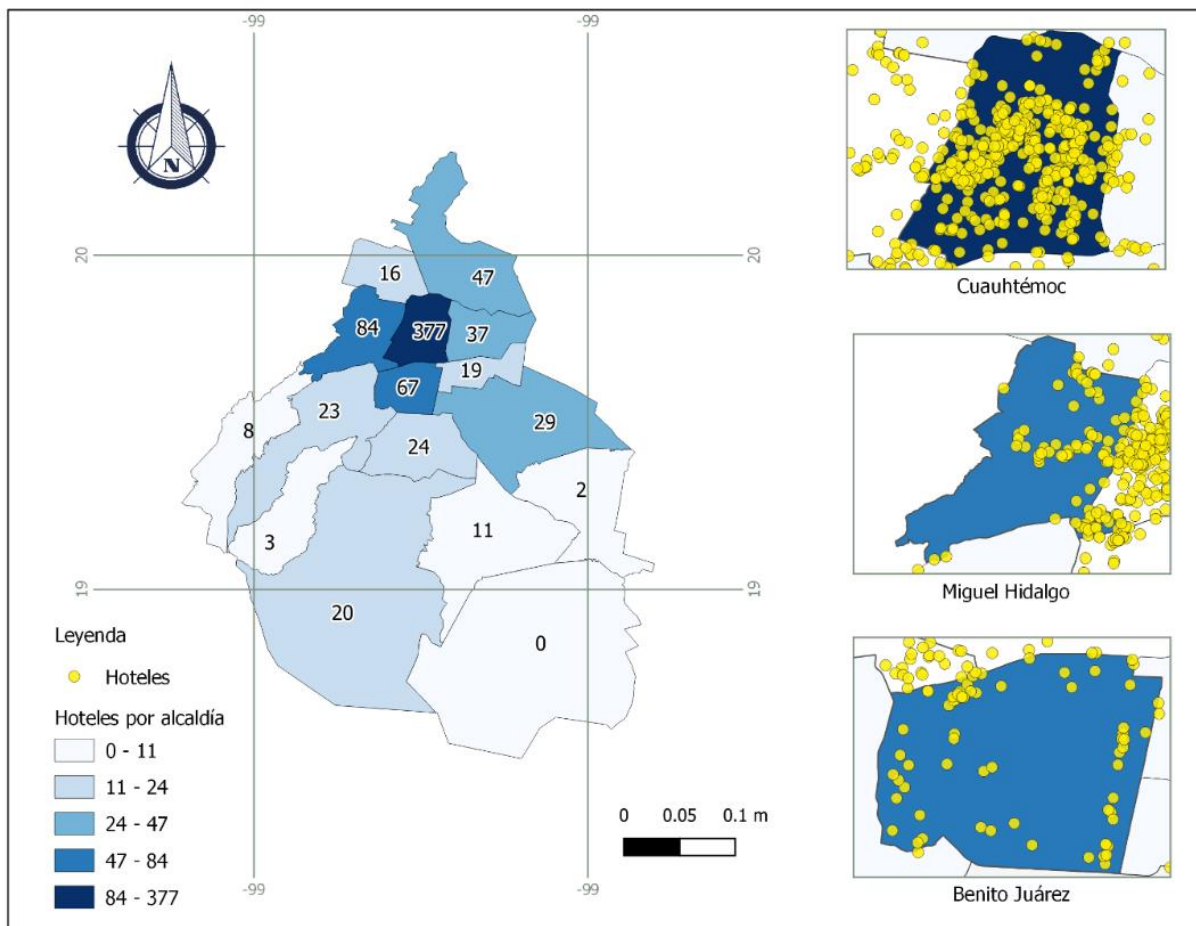 -99
-99
N
20
20
16
47
84
377
37
19
67
23
29
8
24
2
3
11
19
19
20
0
-99
-99
Leyenda
Hoteles
Hoteles por alcaldía
0 - 11
11 - 24
24 - 47
47 - 84
84 - 377
0 0.05 0.1 m
Cuauhtémoc
Miguel Hidalgo
Benito Juárez